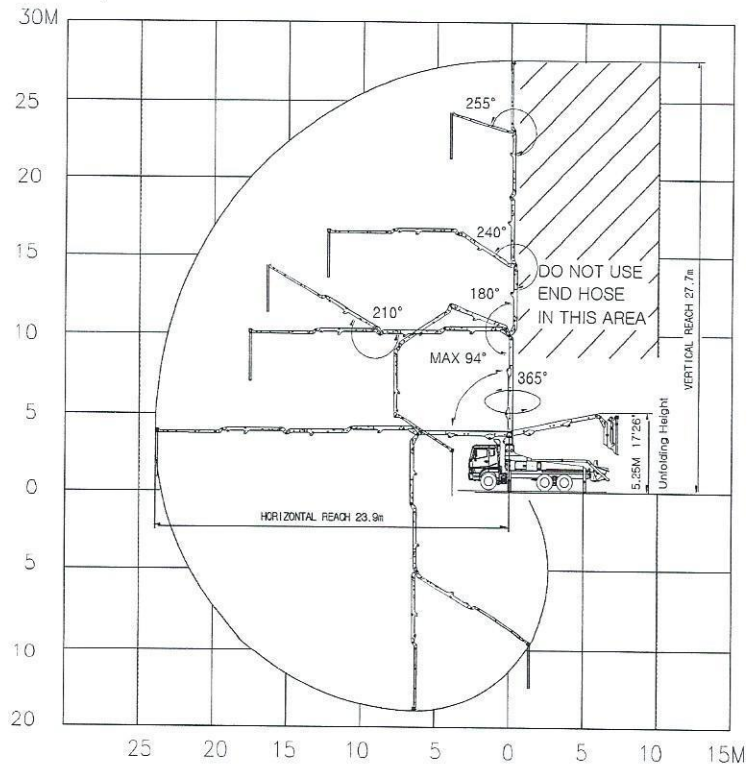 30M
25
20
15
10
5
0
5
10
20
255°
240°
DO NOT USE
END HOSE
IN THIS AREA
180°
210°
MAX 94°
365°
VERTICAL REACH 27.7m
5.25M 17'26"
Unfolding Height
HORIZONTAL REACH 23.9m
25 20 15 10 5 0 5 10 15M